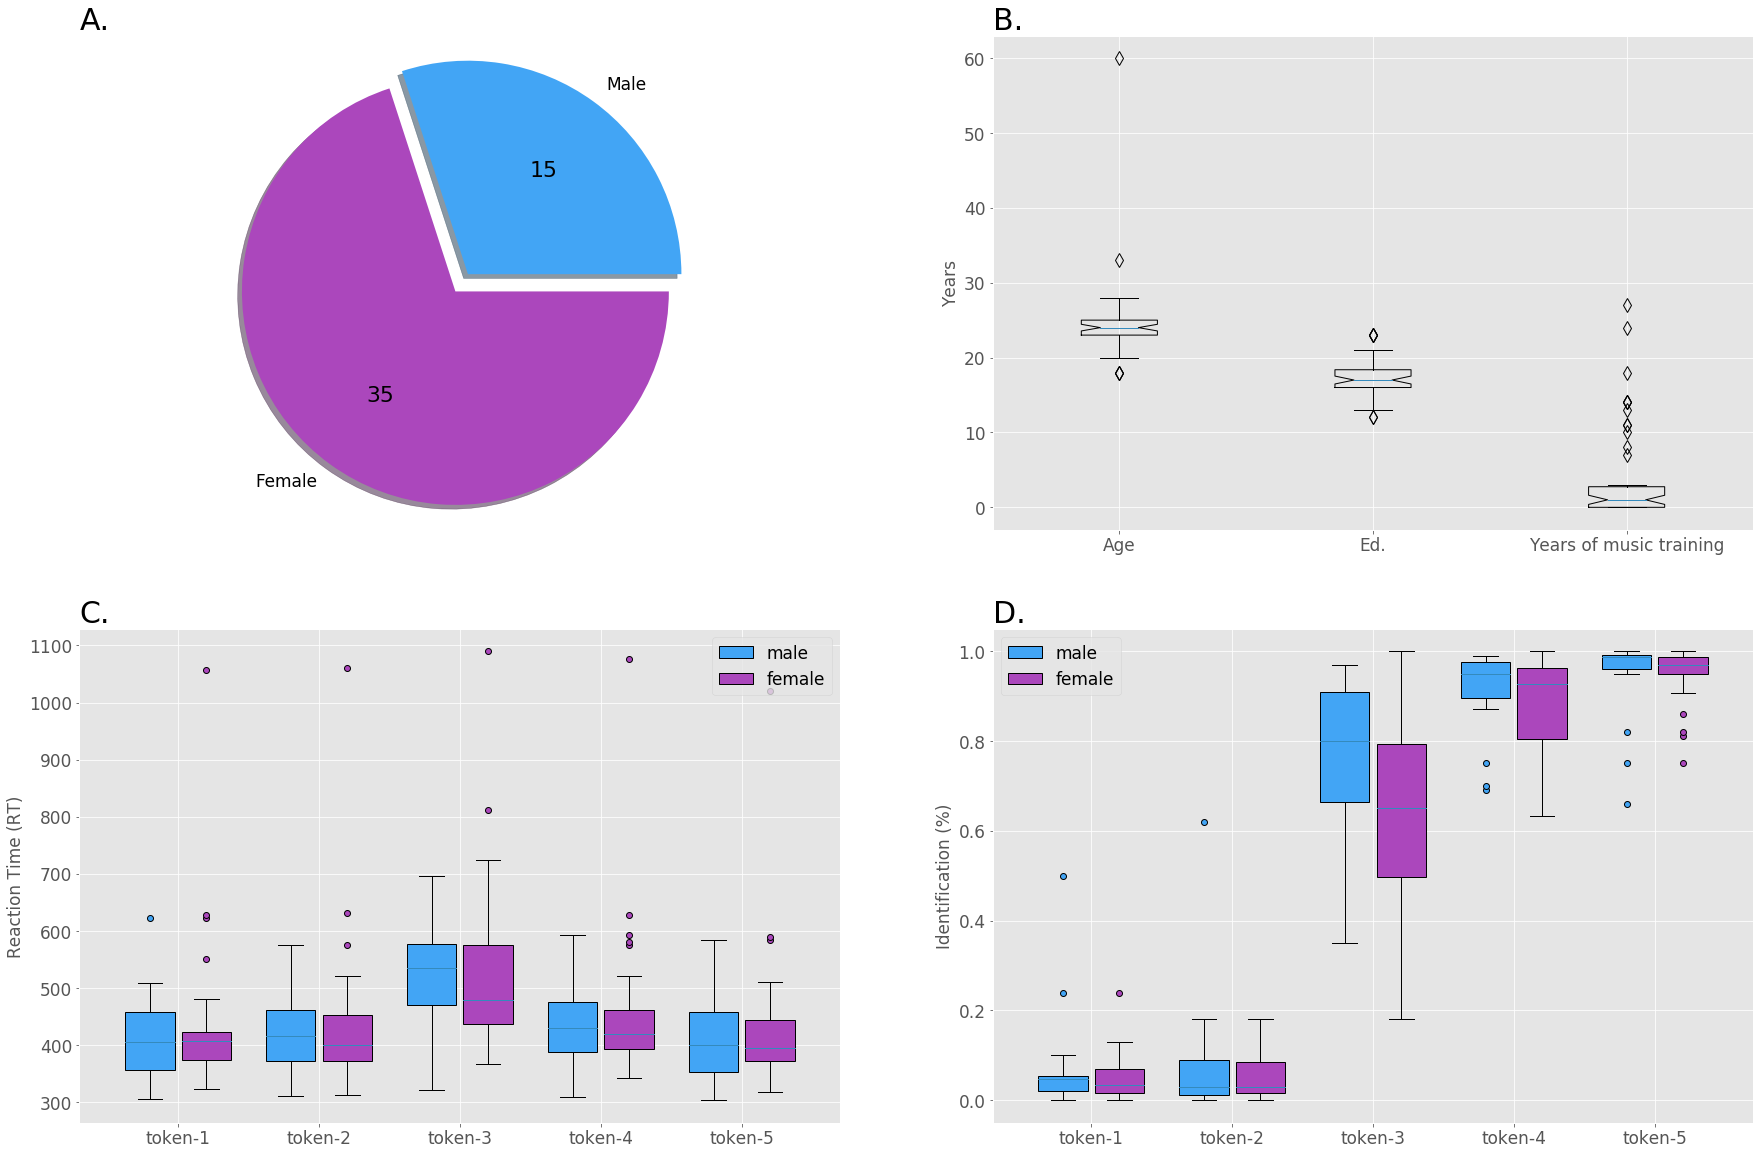 A.
Male
15
35
Female
B.
60
50
40
30
20
10
0
Years
Age Ed. Years of music training
C.
1100
1000
900
800
700
600
500
400
300
Reaction Time (RT)
male
female
token-1 token-2 token-3 token-4 token-5
D.
1.0
0.8
0.6
0.4
0.2
0.0
Identification (%)
male
female
token-1 token-2 token-3 token-4 token-5